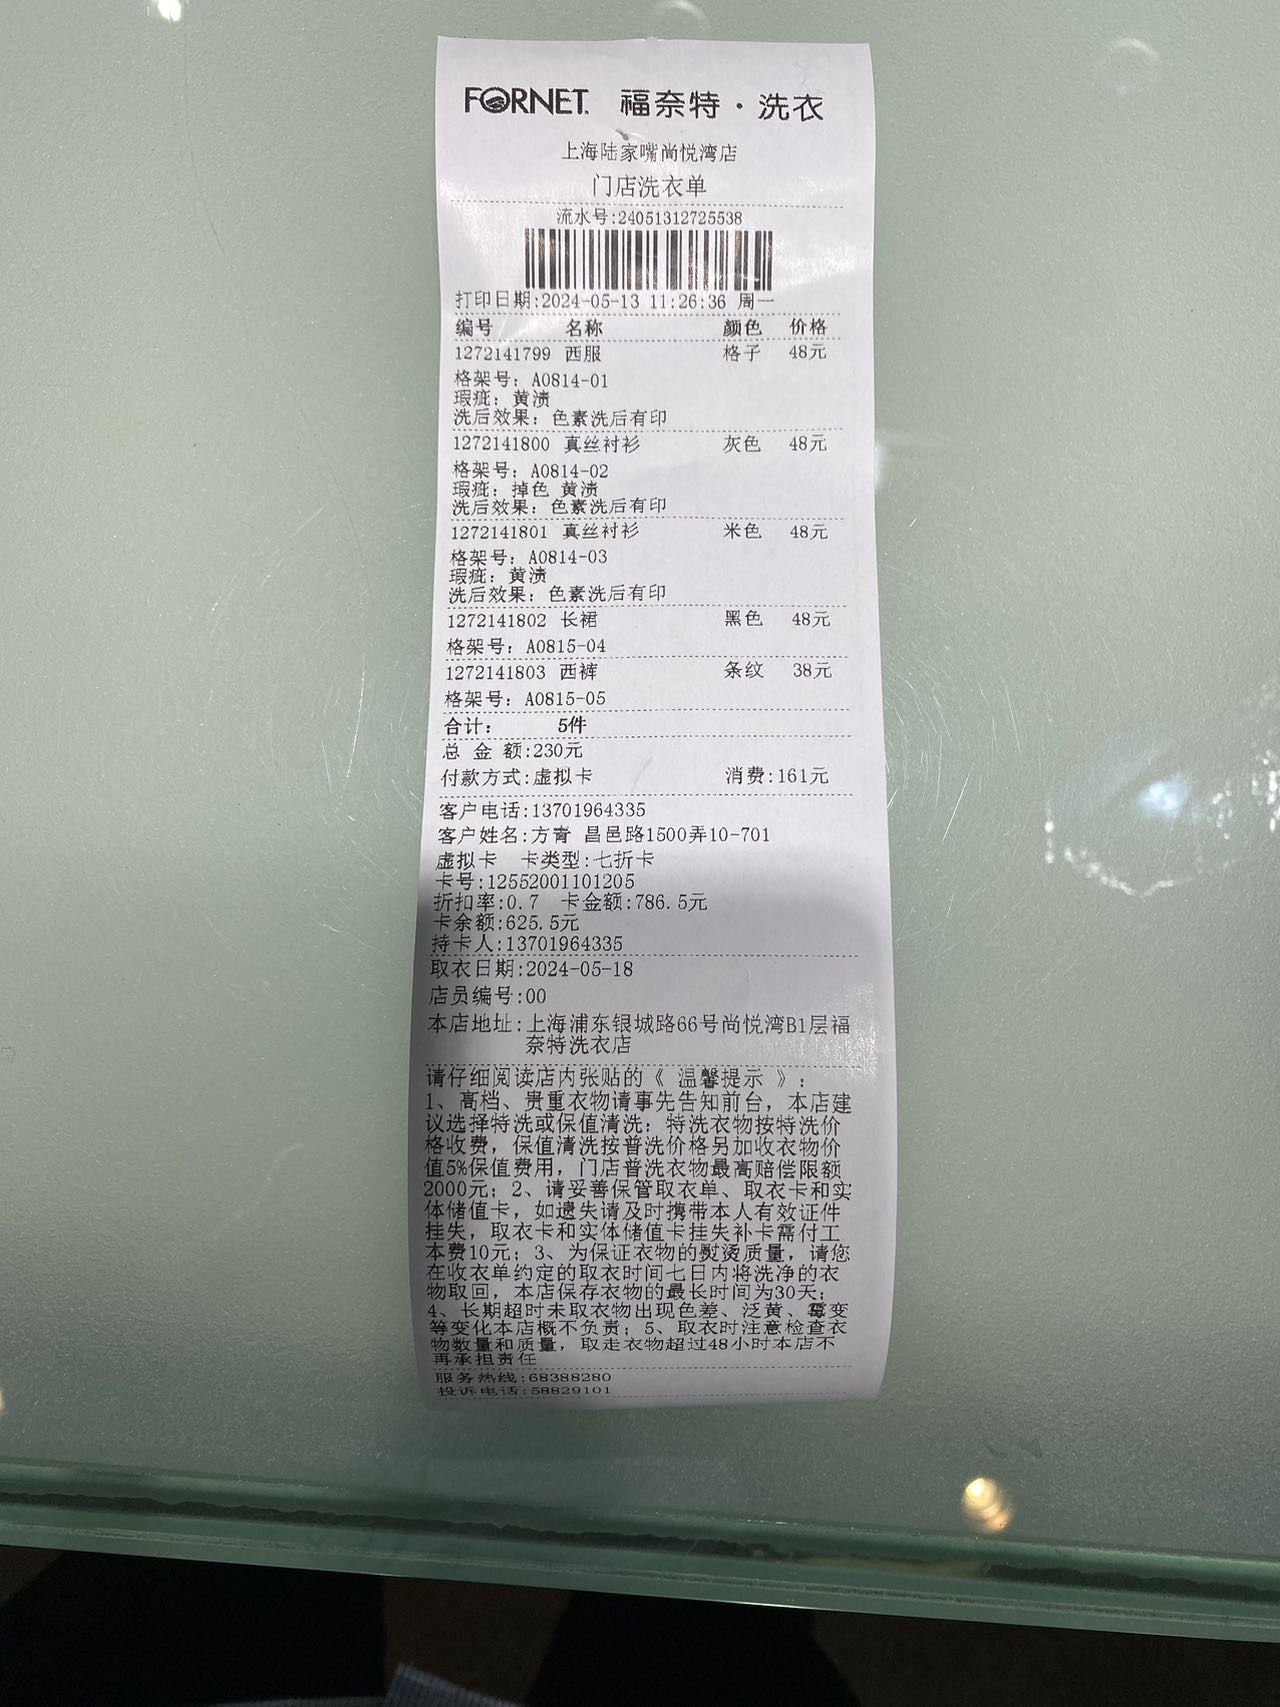 FORNET 福奈特·洗衣
上海陆家嘴尚悦湾店
门店洗衣单
流水号:24051312725538
打印日期:2024-05-13 11:26:36 周一
编号 名称 颜色 价格
1272141799 西服 格子 48元
格架号: A0814-01
瑕疵: 黄渍
洗后效果: 色素洗后有印
1272141800 真丝衬衫 灰色 48元
格架号: A0814-02
瑕疵: 掉色 黄渍
洗后效果: 色素洗后有印
1272141801 真丝衬衫 米色 48元
格架号: A0814-03
瑕疵: 黄渍
洗后效果: 色素洗后有印
1272141802 长裙 黑色 48元
格架号: A0815-04
1272141803 西裤 条纹 38元
格架号: A0815-05
合计: 5件
总 金 额:230元
付款方式:虚拟卡 消费:161元
客户电话:13701964335
客户姓名:方青 昌邑路1500弄10-701
虚拟卡 卡类型:七折卡
卡号:12552001101205
折扣率:0.7 卡金额:786.5元
卡余额:625.5元
持卡人:13701964335
取衣日期:2024-05-18
店员编号:00
本店地址:上海浦东银城路66号尚悦湾B1层福
奈特洗衣店
请仔细阅读店内张贴的《 温馨提示 》:
1、高档、贵重衣物请事先告知前台，本店建
议选择特洗或保值清洗: 特洗衣物按特洗价
格收费，保值清洗按普洗价格另加收衣物价
值5%保值费用，门店普洗衣物最高赔偿限额
2000元; 2、请妥善保管取衣单、取衣卡和实
体储值卡，如遗失请及时携带本人有效证件
挂失，取衣卡和实体储值卡挂失补卡需付工
本费10元; 3、为保证衣物的熨烫质量，请您
在收衣单约定的取衣时间七日内将洗净的衣
物取回，本店保存衣物的最长时间为30天;
4、长期超时未取衣物出现色差、泛黄、霉变
等变化本店概不负责; 5、取衣时注意检查衣
物数量和质量，取走衣物超过48小时本店不
再承担责任
服务热线:68388280
投诉电话:58829101